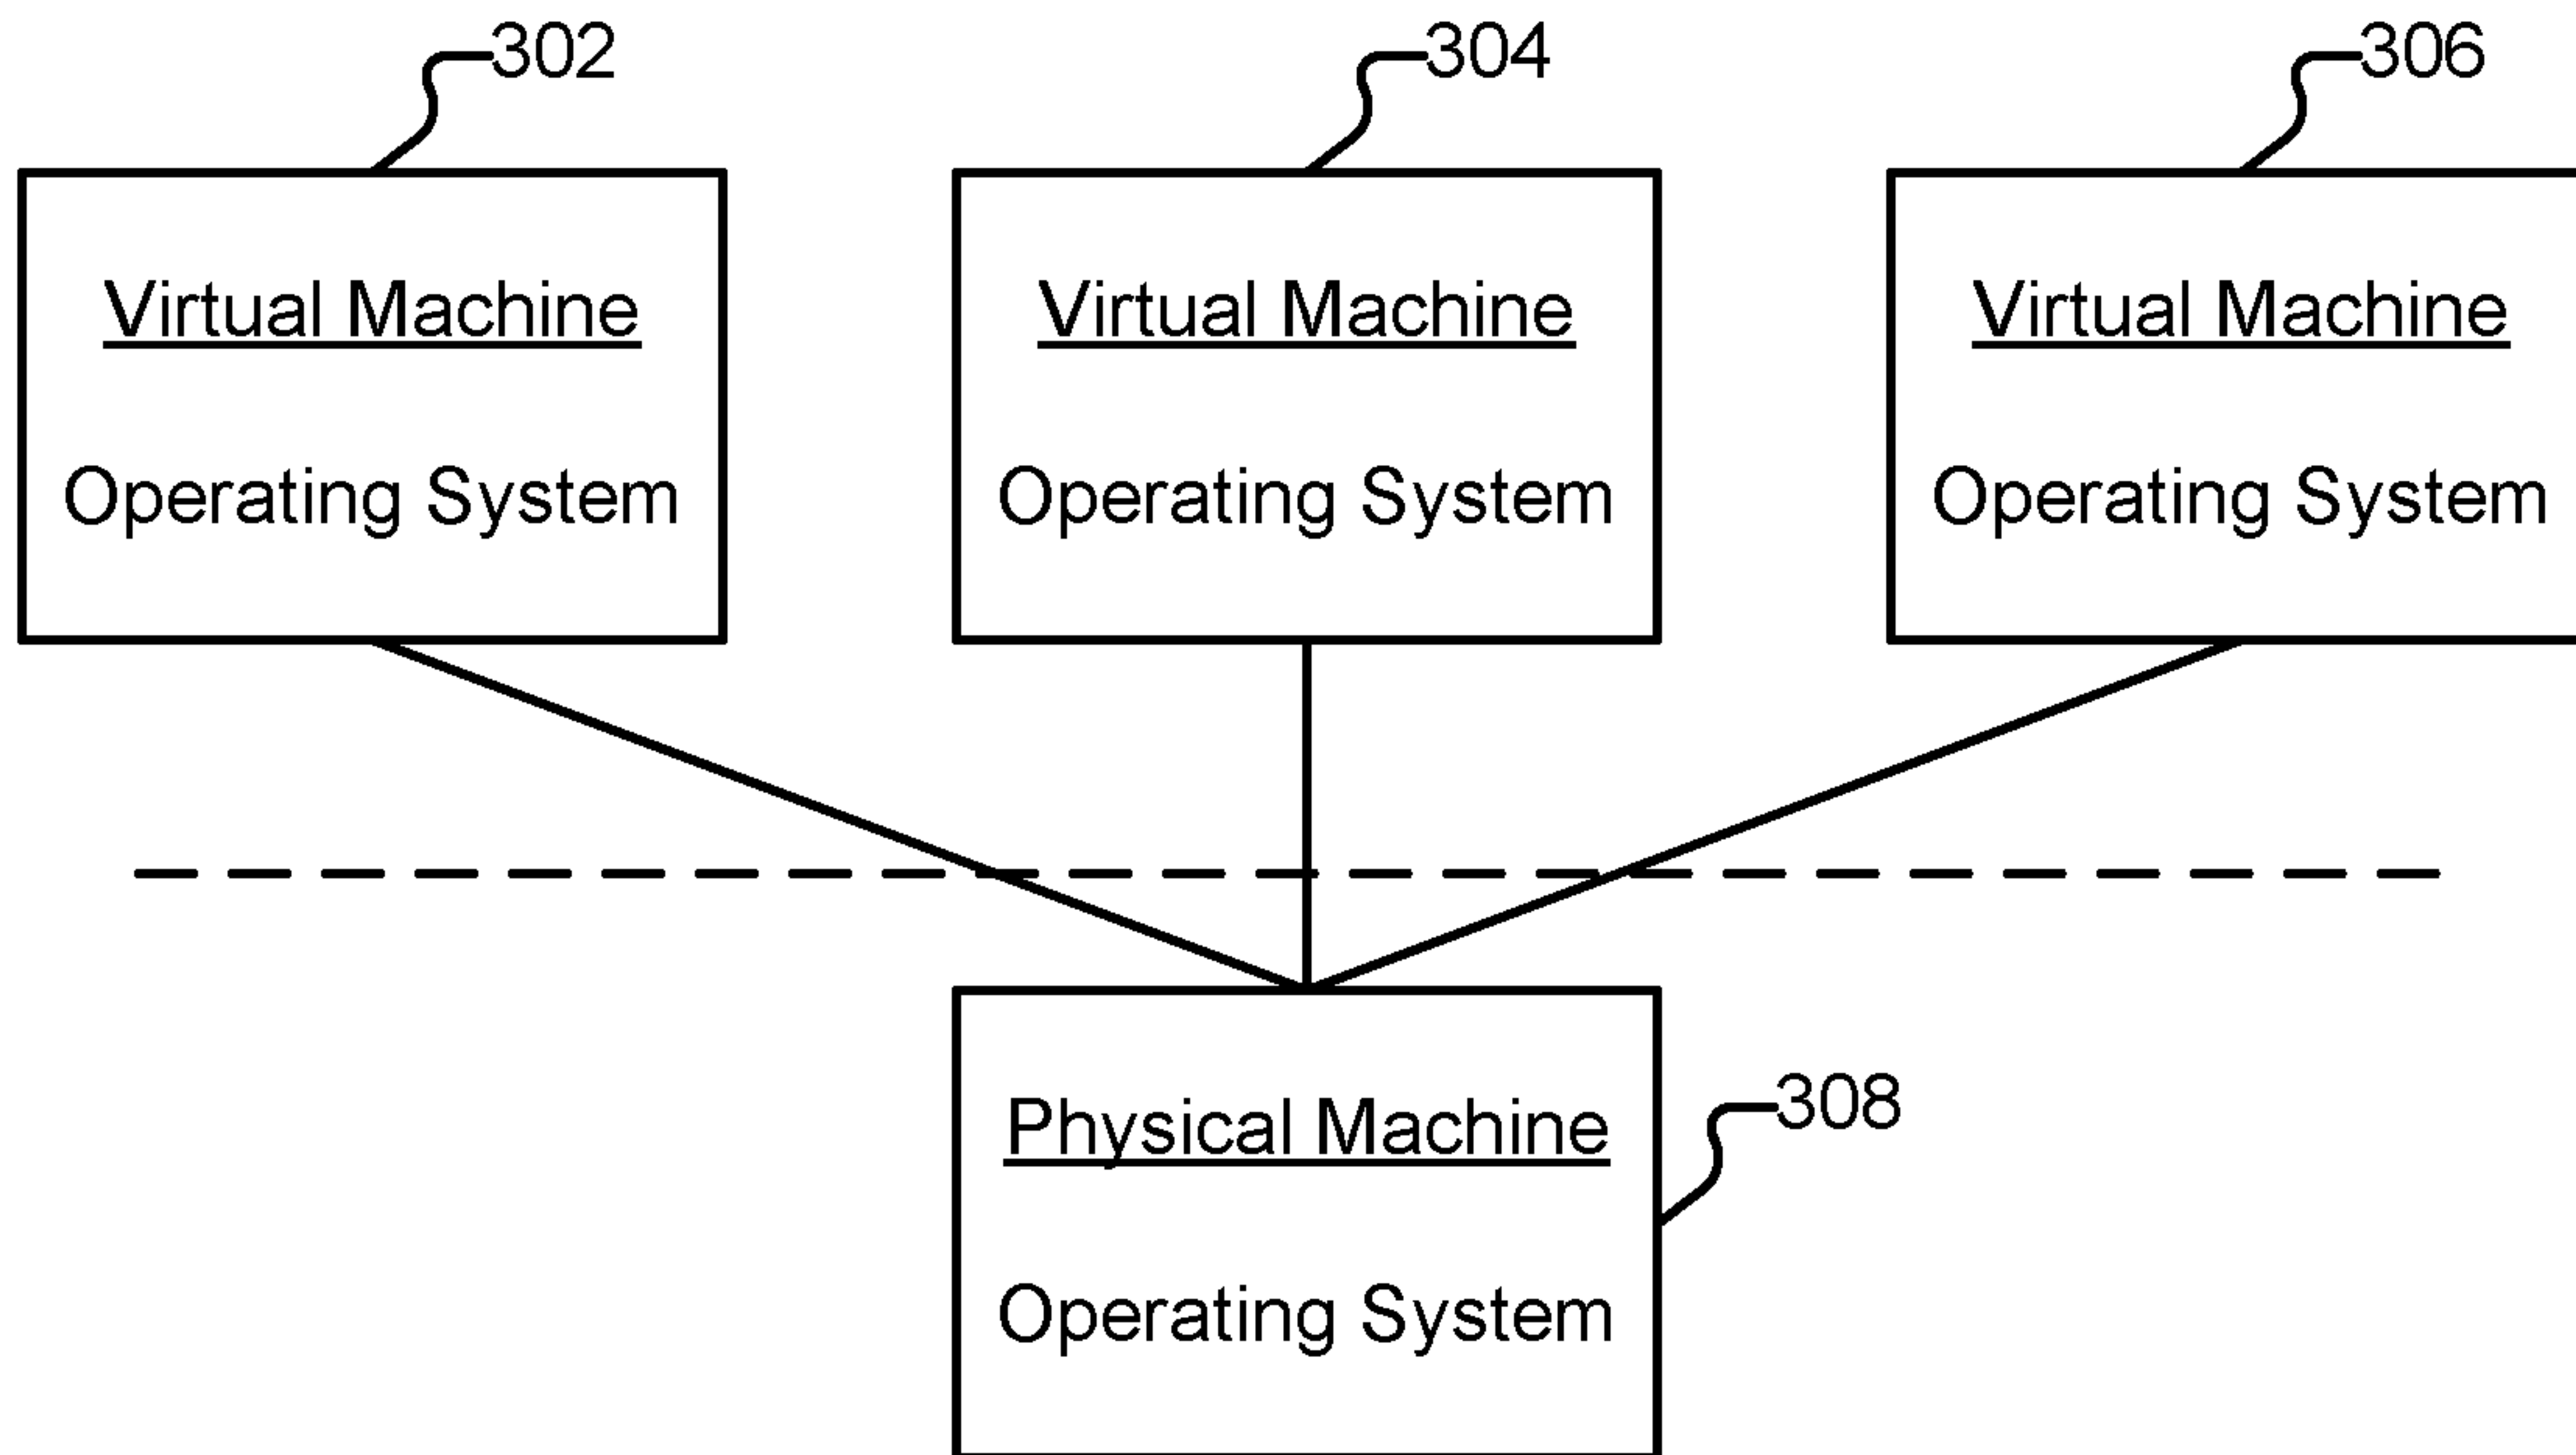 302
304
306
Virtual Machine
Operating System
Virtual Machine
Operating System
Virtual Machine
Operating System
308
Physical Machine
Operating System